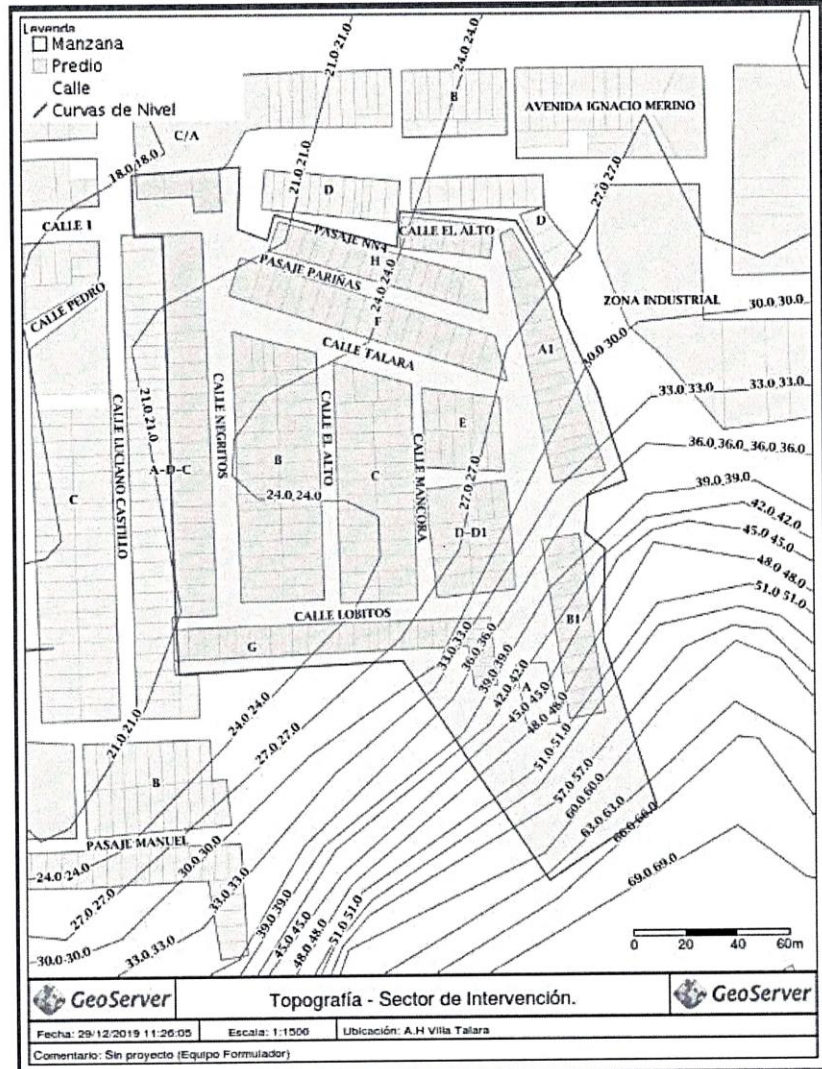 Leyenda
Manzana
Predio
Calle
Curvas de Nivel
21.0 21.0
24.0 24.0
B
AVENIDA IGNACIO MERINO
C/A
18.0 18.0
21.0 21.0
27.0 27.0
D
CALLE 1
PASAJE NN4
CALLE EL ALTO
D
H
PASAJE PARIÑAS
24.0 24.0
ZONA INDUSTRIAL
30.0 30.0
CALLE PEDRO
F
CALLE TALARA
A1
30.0 30.0
33.0 33.0
33.0 33.0
21.0 21.0
CALLE NEGRITOS
CALLE LUCIANO CASTILLO
CALLE EL ALTO
E
CALLE MANCORA
36.0 36.0 36.0 36.0
A-D-C
B
C
27.0 27.0
39.0 39.0
C
24.0 24.0
42.0 42.0
D-D1
45.0 45.0
48.0 48.0
51.0 51.0
CALLE LOBITOS
B1
G
33.0 33.0
36.0 36.0
39.0 39.0
42.0 42.0
A
45.0 45.0
48.0 48.0
21.0 21.0
24.0 24.0
27.0 27.0
51.0 51.0
B
57.0 57.0
60.0 60.0
63.0 63.0
66.0 66.0
PASAJE MANUEL
30.0 30.0
24.0 24.0
69.0 69.0
27.0 27.0
33.0 33.0
39.0 39.0
45.0 45.0
48.0 48.0
51.0 51.0
30.0 30.0
33.0 33.0
0 20 40 60m
GeoServer
Topografía - Sector de Intervención.
GeoServer
Fecha: 29/12/2019 11:26:05 Escala: 1:1500 Ubicación: A.H Villa Talara
Comentario: Sin proyecto (Equipo Formulador)